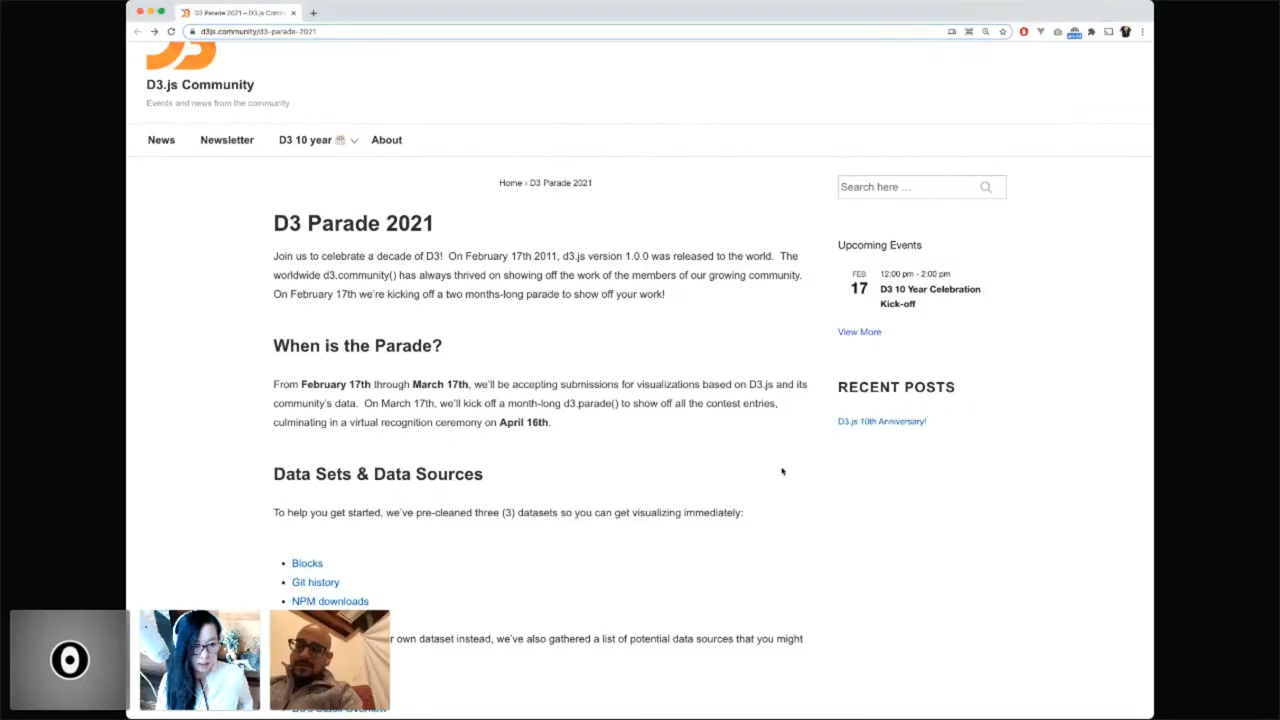 D3 Parade 2021 – D3.js Comm
d3js.community/d3-parade-2021
D3.js Community
Events and news from the community
News
Newsletter
D3 10 year
About
Home › D3 Parade 2021
D3 Parade 2021
Join us to celebrate a decade of D3! On February 17th 2011, d3.js version 1.0.0 was released to the world. The
worldwide d3.community() has always thrived on showing off the work of the members of our growing community.
On February 17th we're kicking off a two months-long parade to show off your work!
When is the Parade?
From February 17th through March 17th, we'll be accepting submissions for visualizations based on D3.js and its
community's data. On March 17th, we'll kick off a month-long d3.parade() to show off all the contest entries,
culminating in a virtual recognition ceremony on April 16th.
Data Sets & Data Sources
To help you get started, we've pre-cleaned three (3) datasets so you can get visualizing immediately:
• Blocks
• Git history
• NPM downloads
own dataset instead, we've also gathered a list of potential data sources that you might
Search here …
Upcoming Events
FEB
17
12:00 pm - 2:00 pm
D3 10 Year Celebration
Kick-off
View More
RECENT POSTS
D3.js 10th Anniversary!